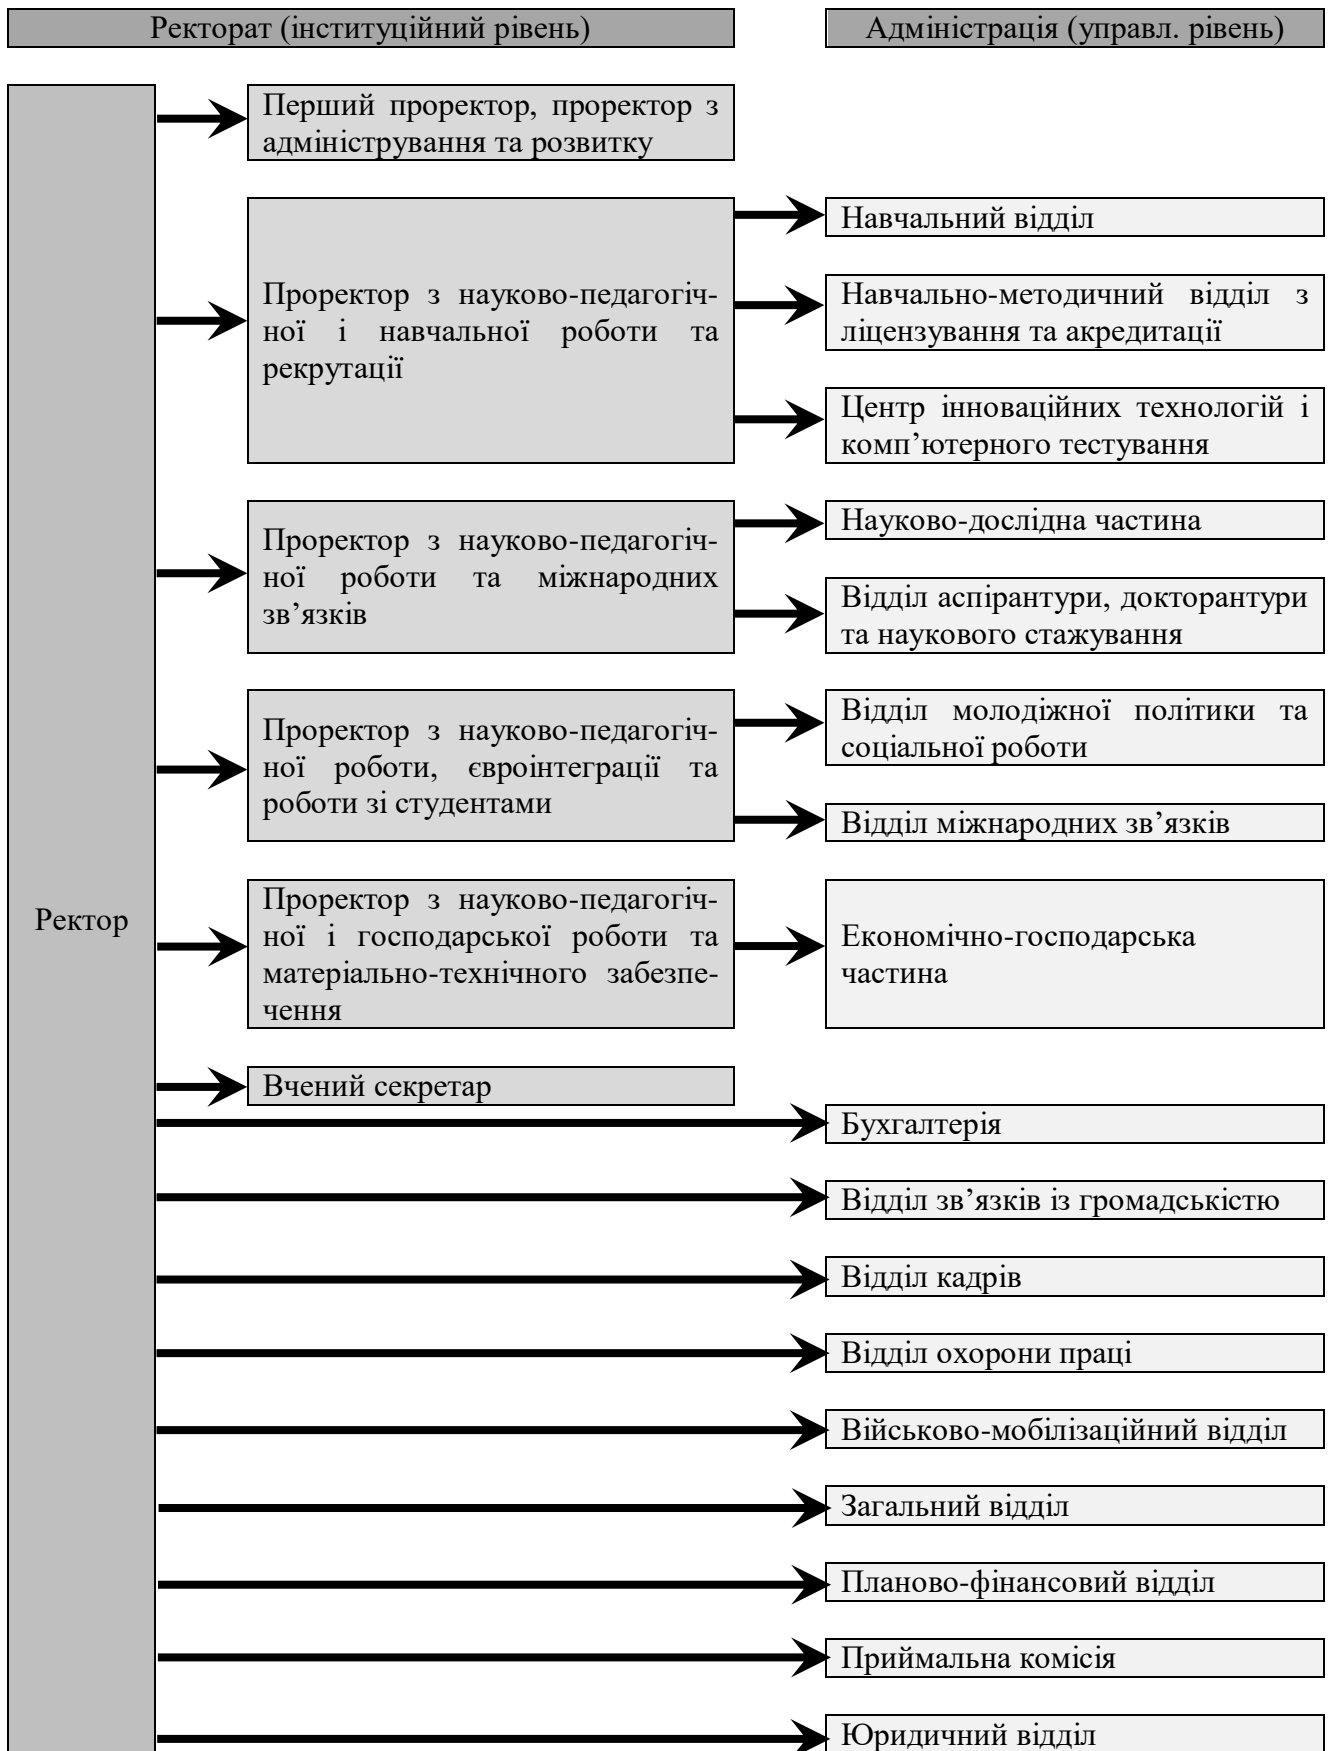 Ректорат (інституційний рівень)
Адміністрація (управл. рівень)
Ректор
Перший проректор, проректор з
адміністрування та розвитку
Проректор з науково-педагогіч-
ної і навчальної роботи та
рекрутації
Навчальний відділ
Навчально-методичний відділ з
ліцензування та акредитації
Центр інноваційних технологій і
комп’ютерного тестування
Проректор з науково-педагогіч-
ної роботи та міжнародних
зв’язків
Науково-дослідна частина
Відділ аспірантури, докторантури
та наукового стажування
Проректор з науково-педагогіч-
ної роботи, євроінтеграції та
роботи зі студентами
Відділ молодіжної політики та
соціальної роботи
Відділ міжнародних зв’язків
Проректор з науково-педагогіч-
ної і господарської роботи та
матеріально-технічного забезпе-
чення
Економічно-господарська
частина
Вчений секретар
Бухгалтерія
Відділ зв’язків із громадськістю
Відділ кадрів
Відділ охорони праці
Військово-мобілізаційний відділ
Загальний відділ
Планово-фінансовий відділ
Приймальна комісія
Юридичний відділ